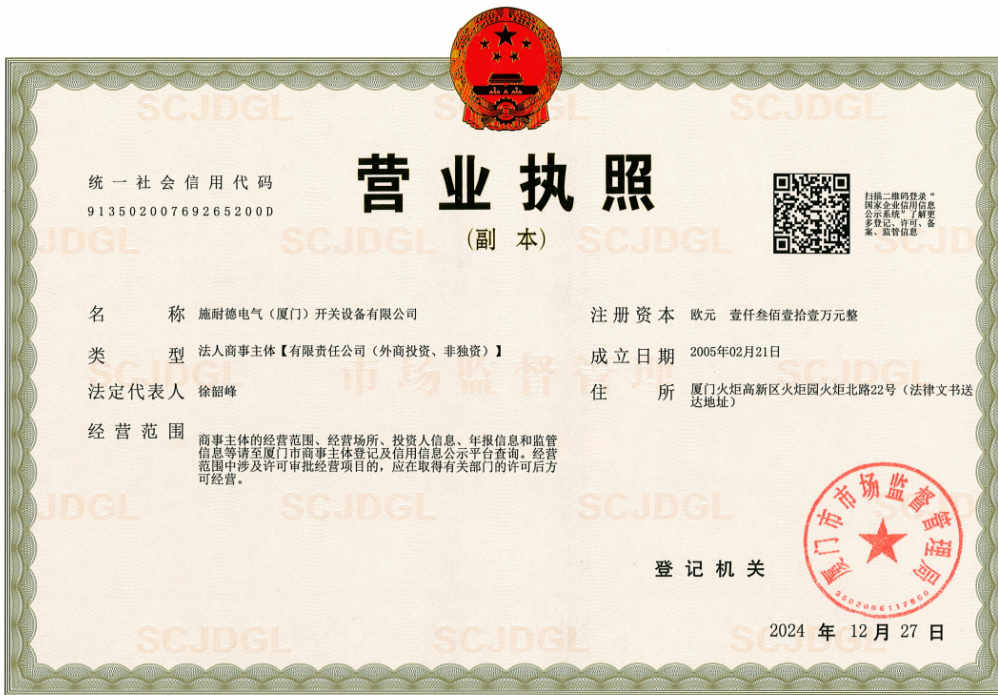 营业执照
(副 本)
统一社会信用代码
91350200769265200D
扫描二维码登录“
国家企业信用信息
公示系统”了解更
多登记、许可、备
案、监管信息
名 称 施耐德电气（厦门）开关设备有限公司
类 型 法人商事主体【有限责任公司（外商投资、非独资）】
法定代表人 徐韶峰
经营范围 商事主体的经营范围、经营场所、投资人信息、年报信息和监管
信息等请至厦门市商事主体登记及信用信息公示平台查询。经营
范围中涉及许可审批经营项目的，应在取得有关部门的许可后方
可经营。
注册资本 欧元 壹仟叁佰壹拾壹万元整
成立日期 2005年02月21日
住 所 厦门火炬高新区火炬园火炬北路22号（法律文书送
达地址）
登记机关
厦门市市场监督管理局
2024 年 12 月 27 日
SCJDGL
市场监督管理